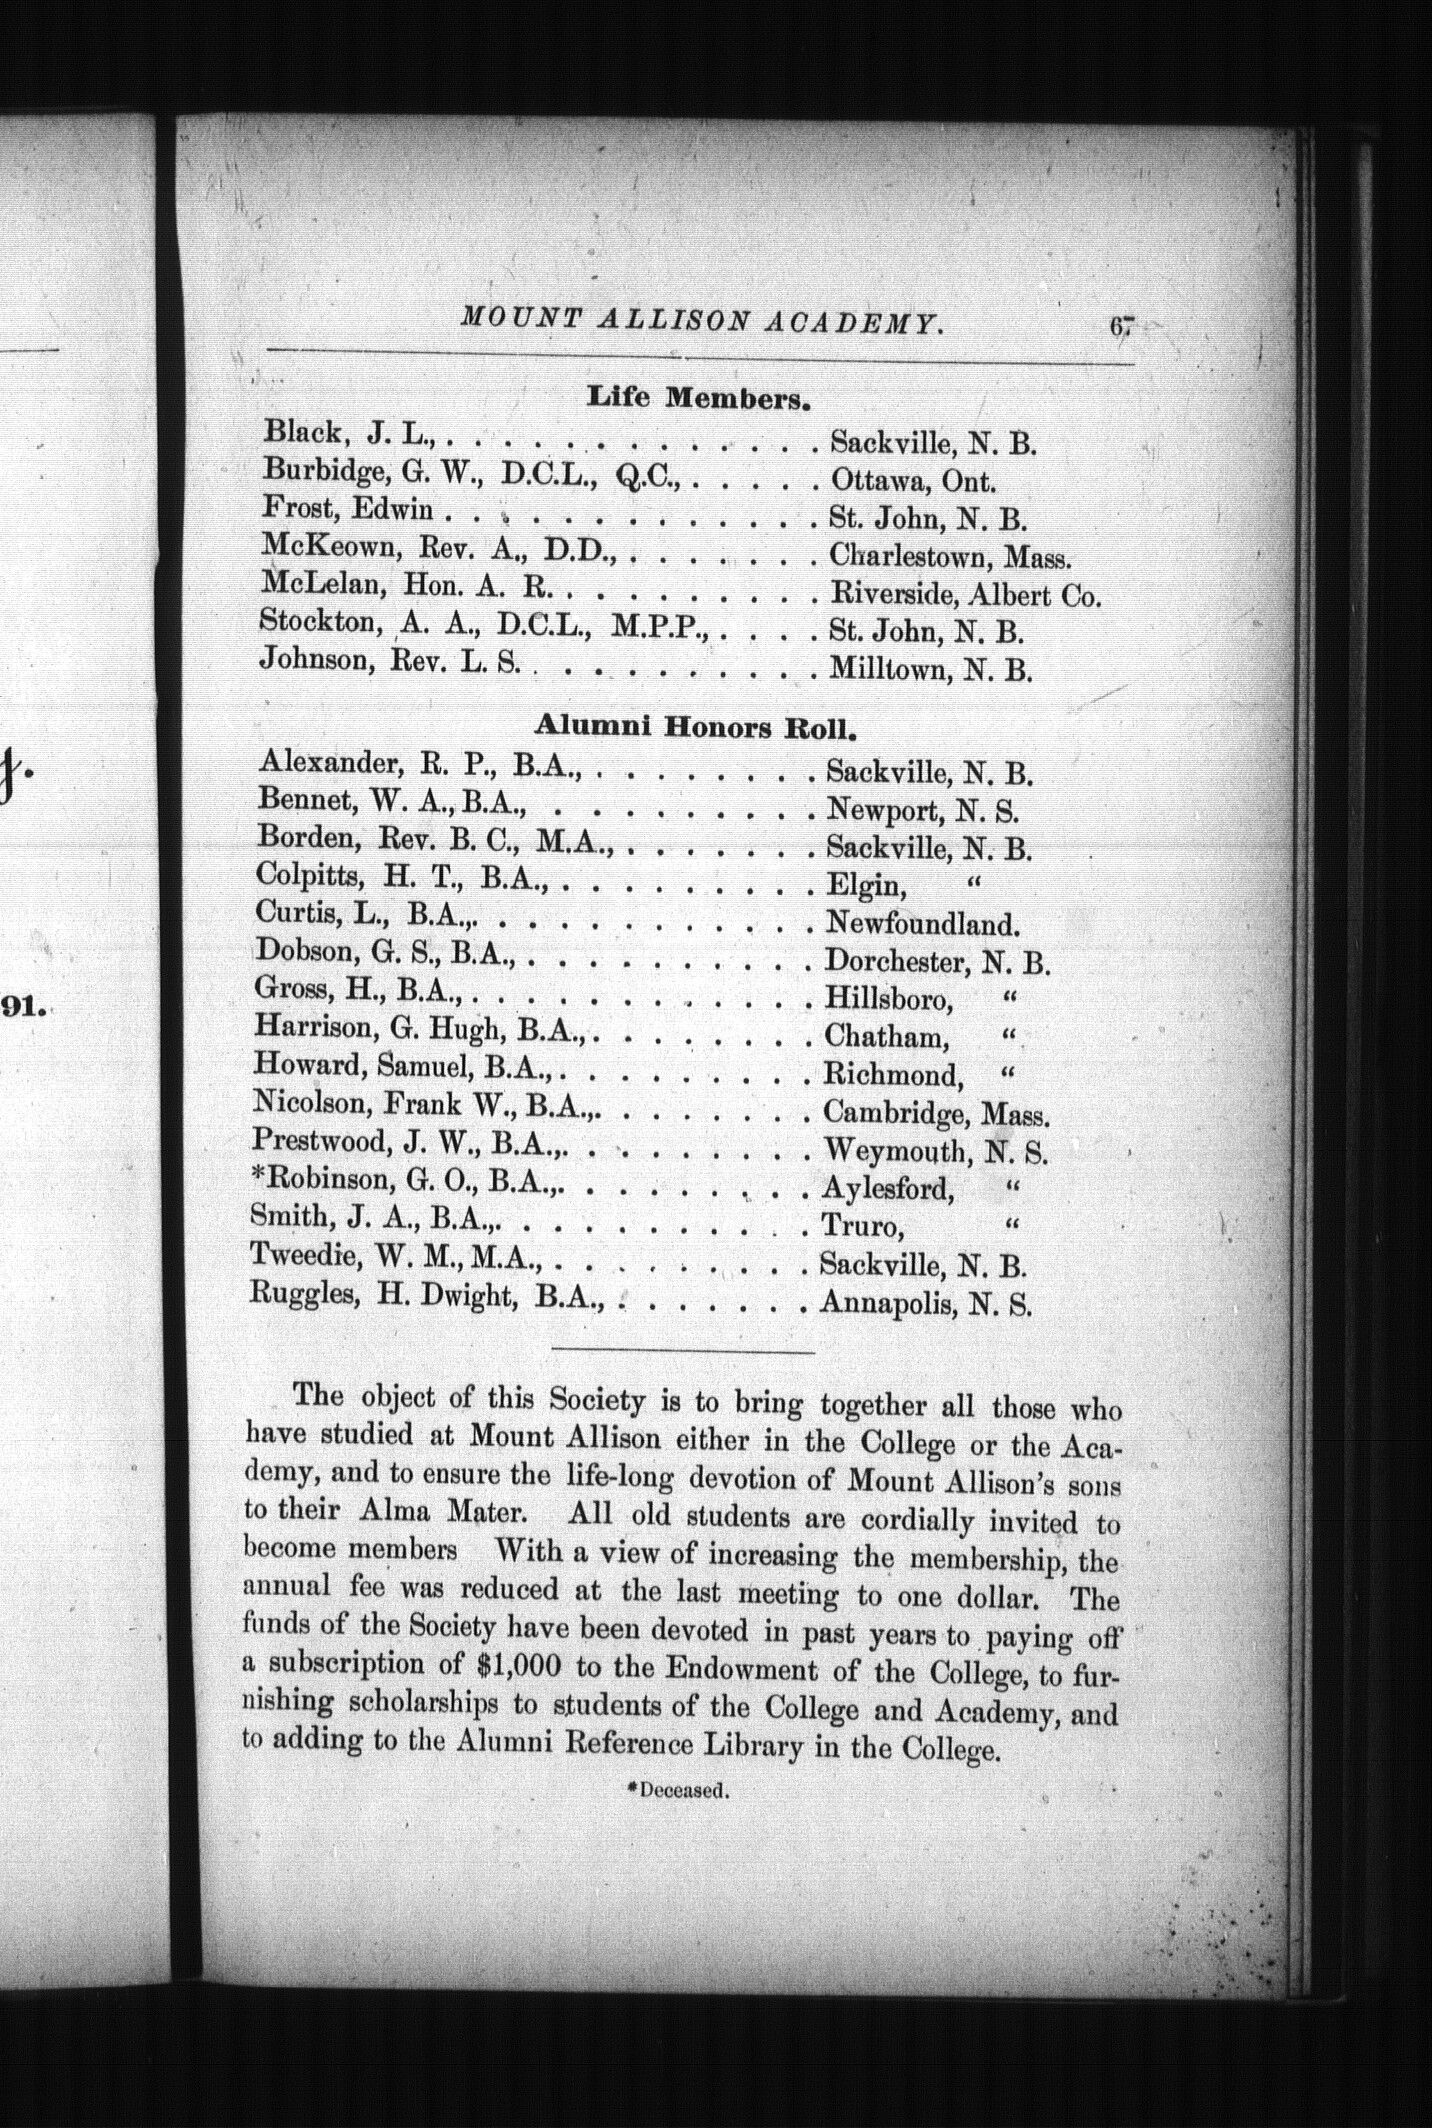 MOUNT ALLISON ACADEMY. 67
Life Members.
Black, J. L., . . . . . . . . . . . . . Sackville, N. B.
Burbidge, G. W., D.C.L., Q.C., . . . . . Ottawa, Ont.
Frost, Edwin . . . . . . . . . . . . . St. John, N. B.
McKeown, Rev. A., D.D., . . . . . . . Charlestown, Mass.
McLelan, Hon. A. R. . . . . . . . . . Riverside, Albert Co.
Stockton, A. A., D.C.L., M.P.P., . . . . St. John, N. B.
Johnson, Rev. L. S. . . . . . . . . . . Milltown, N. B.
Alumni Honors Roll.
Alexander, R. P., B.A., . . . . . . . . Sackville, N. B.
Bennet, W. A., B.A., . . . . . . . . . Newport, N. S.
Borden, Rev. B. C., M.A., . . . . . . . Sackville, N. B.
Colpitts, H. T., B.A., . . . . . . . . . Elgin, “
Curtis, L., B.A.,. . . . . . . . . . . . Newfoundland.
Dobson, G. S., B.A., . . . . . . . . . . Dorchester, N. B.
Gross, H., B.A., . . . . . . . . . . . . Hillsboro, “
Harrison, G. Hugh, B.A., . . . . . . . . Chatham, “
Howard, Samuel, B.A., . . . . . . . . . Richmond, “
Nicolson, Frank W., B.A.,. . . . . . . . Cambridge, Mass.
Prestwood, J. W., B.A.,. . . . . . . . . Weymouth, N. S.
*Robinson, G. O., B.A.,. . . . . . . . . Aylesford, “
Smith, J. A., B.A.,. . . . . . . . . . . Truro, “
Tweedie, W. M., M.A., . . . . . . . . . Sackville, N. B.
Ruggles, H. Dwight, B.A., . . . . . . . Annapolis, N. S.
The object of this Society is to bring together all those who
have studied at Mount Allison either in the College or the Aca-
demy, and to ensure the life-long devotion of Mount Allison's sons
to their Alma Mater. All old students are cordially invited to
become members With a view of increasing the membership, the
annual fee was reduced at the last meeting to one dollar. The
funds of the Society have been devoted in past years to paying off
a subscription of $1,000 to the Endowment of the College, to fur-
nishing scholarships to students of the College and Academy, and
to adding to the Alumni Reference Library in the College.
*Deceased.
91.